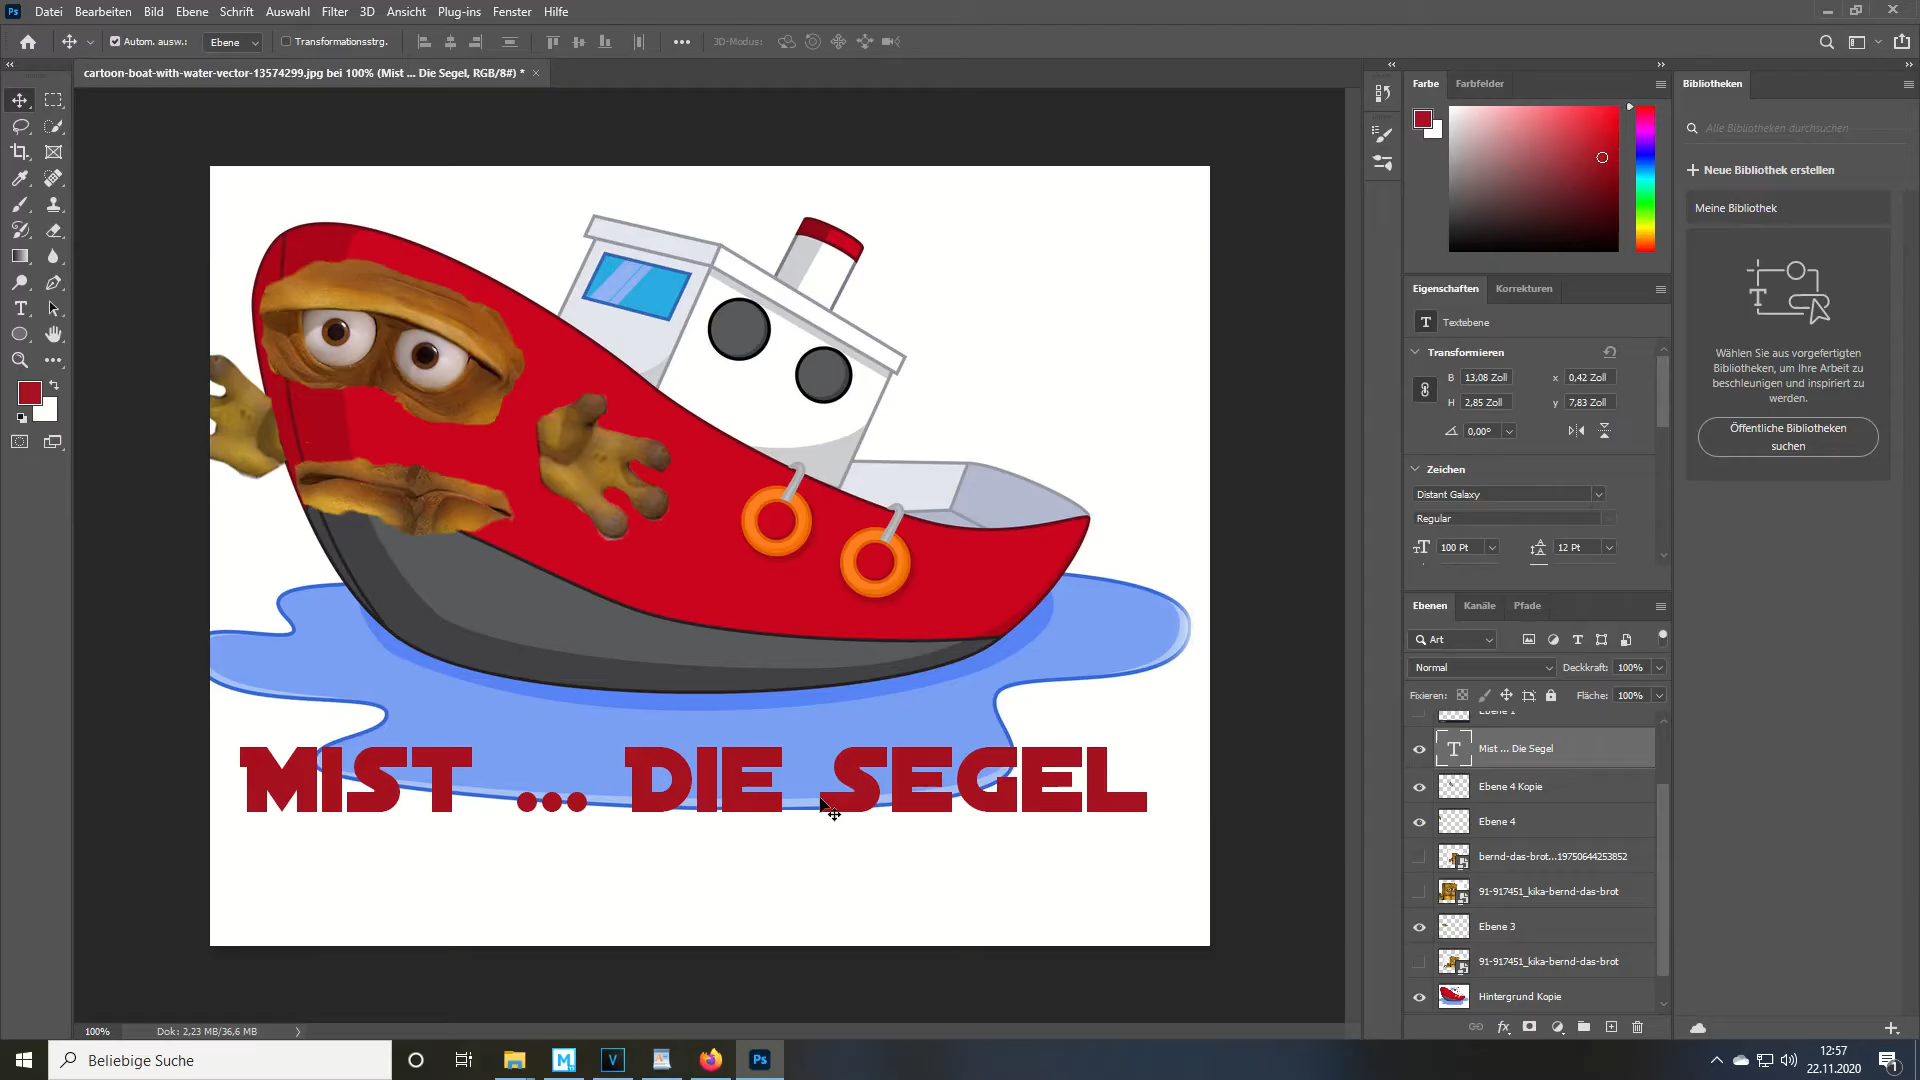 Ps Datei Bearbeiten Bild Ebene Schrift Auswahl Filter 3D Ansicht Plug-ins Fenster Hilfe
Autom. ausw.: Ebene Transformationsstrg. 3D-Modus:
cartoon-boat-with-water-vector-13574299.jpg bei 100% (Mist ... Die Segel, RGB/8#) *
Farbe Farbfelder
Bibliotheken
Alle Bibliotheken durchsuchen
Neue Bibliothek erstellen
Meine Bibliothek
Wählen Sie aus vorgefertigten
Bibliotheken, um Ihre Arbeit zu
beschleunigen und inspiriert zu
werden.
Öffentliche Bibliotheken
suchen
Eigenschaften Korrekturen
T Textebene
Transformieren
B 13,08 Zoll x 0,42 Zoll
H 2,85 Zoll y 7,83 Zoll
0,00°
Zeichen
Distant Galaxy
Regular
100 Pt 12 Pt
Ebenen Kanäle Pfade
Art
Normal Deckkraft: 100%
Fixieren: Fläche: 100%
Mist ... Die Segel
Ebene 4 Kopie
Ebene 4
bernd-das-brot...19750644253852
91-917451_kika-bernd-das-brot
Ebene 3
91-917451_kika-bernd-das-brot
Hintergrund Kopie
MIST ... DIE SEGEL
100% Dok: 2,23 MB/36,6 MB
Beliebige Suche
12:57
22.11.2020